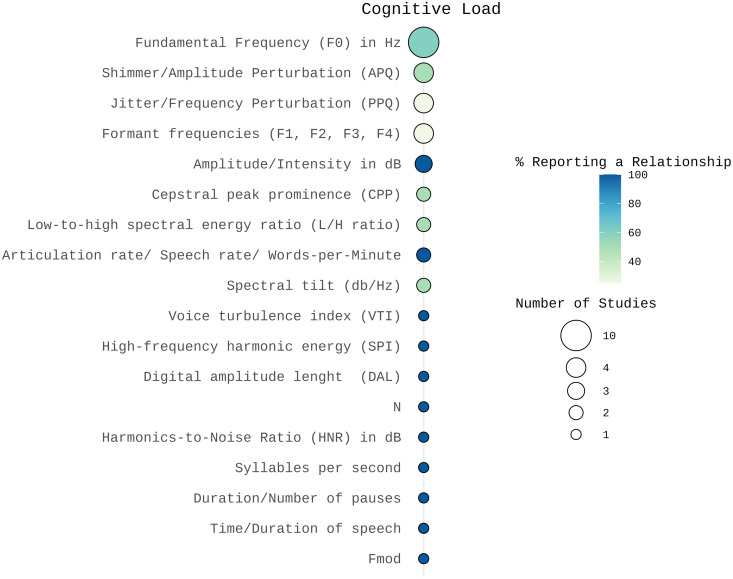 Cognitive Load
Fundamental Frequency (F0) in Hz
Shimmer/Amplitude Perturbation (APQ)
Jitter/Frequency Perturbation (PPQ)
Formant frequencies (F1, F2, F3, F4)
Amplitude/Intensity in dB
Cepstral peak prominence (CPP)
Low-to-high spectral energy ratio (L/H ratio)
Articulation rate/ Speech rate/ Words-per-Minute
Spectral tilt (db/Hz)
Voice turbulence index (VTI)
High-frequency harmonic energy (SPI)
Digital amplitude lenght  (DAL)
N
Harmonics-to-Noise Ratio (HNR) in dB
Syllables per second
Duration/Number of pauses
Time/Duration of speech
Fmod
% Reporting a Relationship
100
80
60
40
Number of Studies
10
4
3
2
1